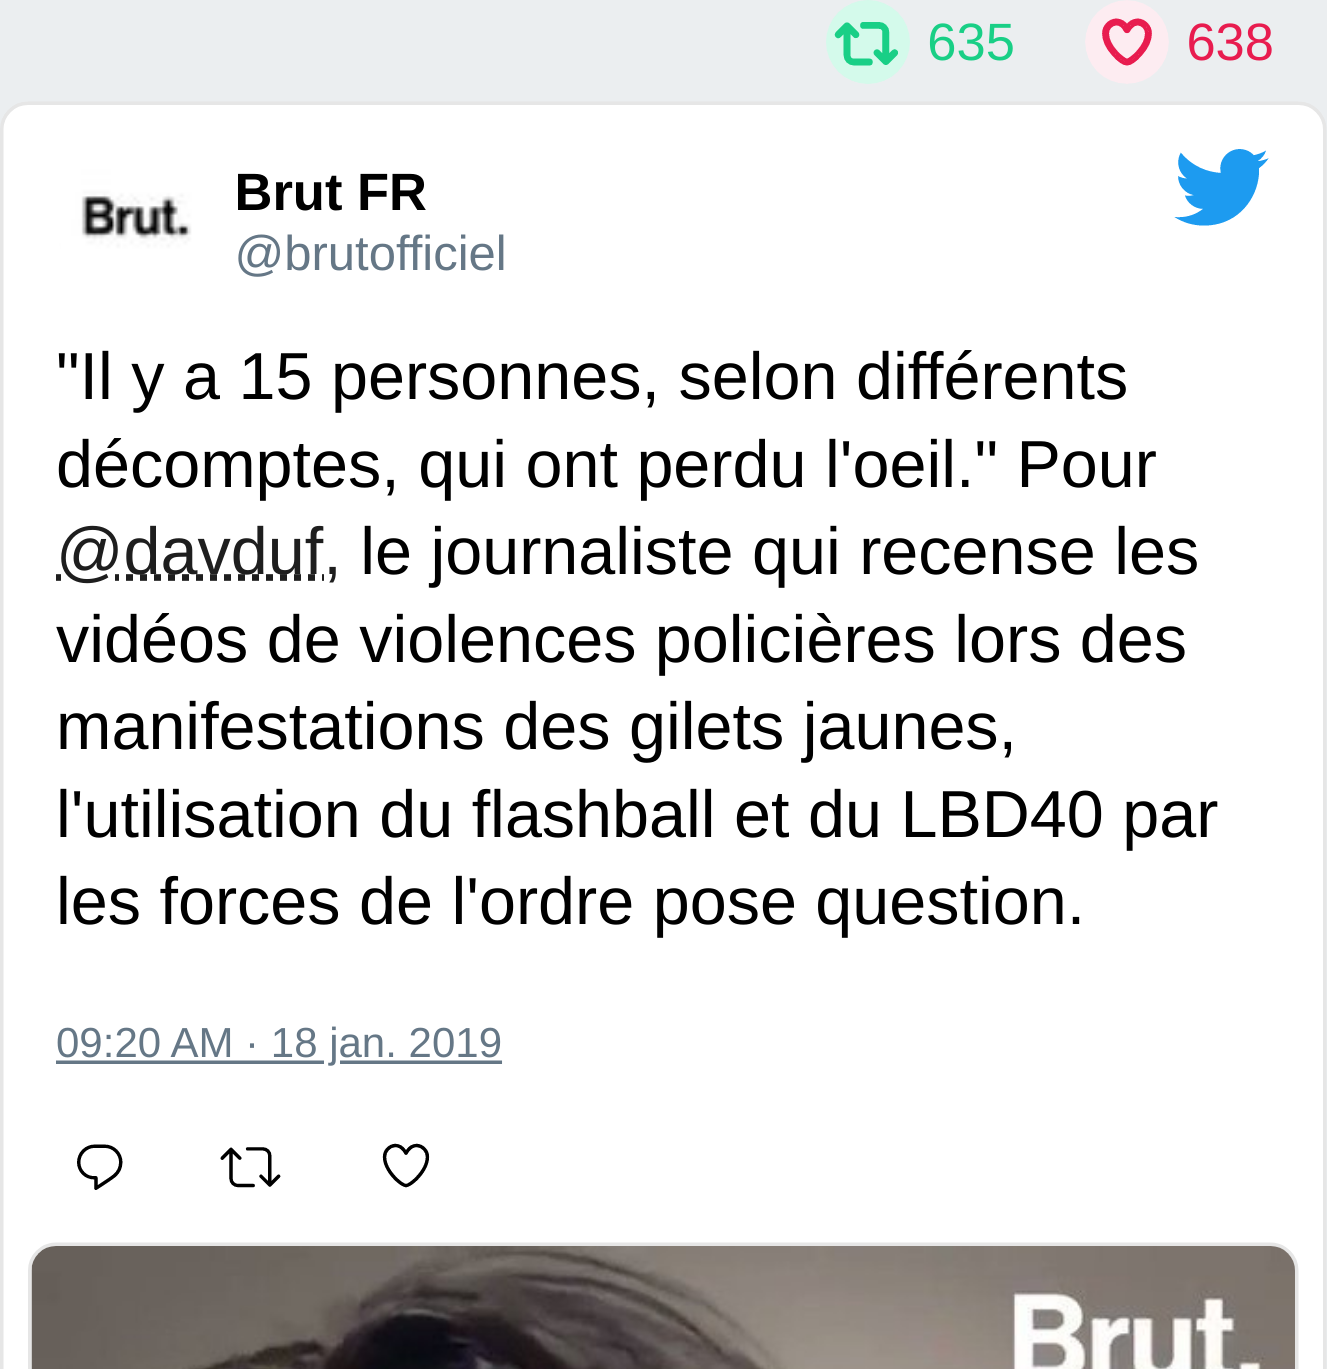 635 638
Brut.
Brut FR
@brutofficiel
"Il y a 15 personnes, selon différents
décomptes, qui ont perdu l'oeil." Pour
@davduf, le journaliste qui recense les
vidéos de violences policières lors des
manifestations des gilets jaunes,
l'utilisation du flashball et du LBD40 par
les forces de l'ordre pose question.
09:20 AM · 18 jan. 2019
Brut.